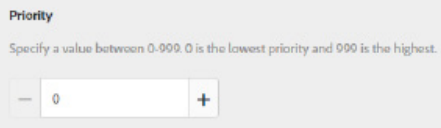 Priority
Specify a value between 0-999. 0 is the lowest priority and 999 is the highest.
— 0 +